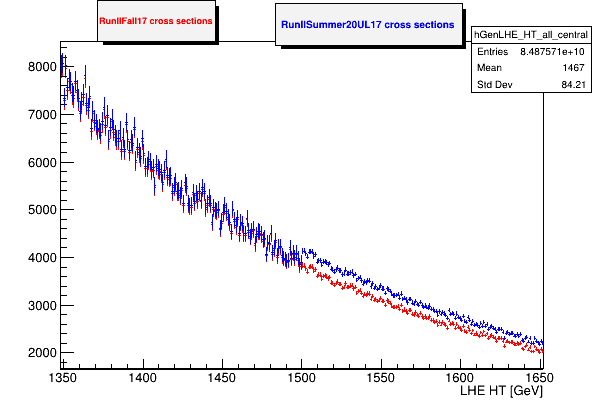 RunIIFall17 cross sections
RunIISummer20UL17 cross sections
hGenLHE_HT_all_central
Entries 8.487571e+10
Mean 1467
Std Dev 84.21
8000
7000
6000
5000
4000
3000
2000
1350 1400 1450 1500 1550 1600 1650
LHE HT [GeV]